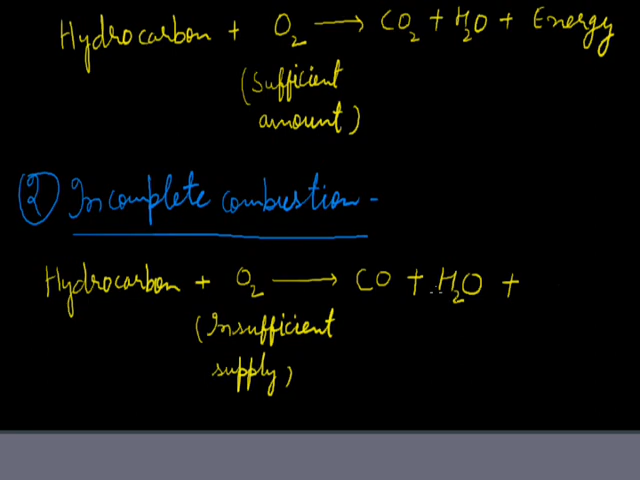 Hydrocarbon + O₂ ⟶ CO₂ + H₂O + Energy
(Sufficient
amount)
② Incomplete combustion -
Hydrocarbon + O₂ ⟶ CO + H₂O +
(Insufficient
supply)